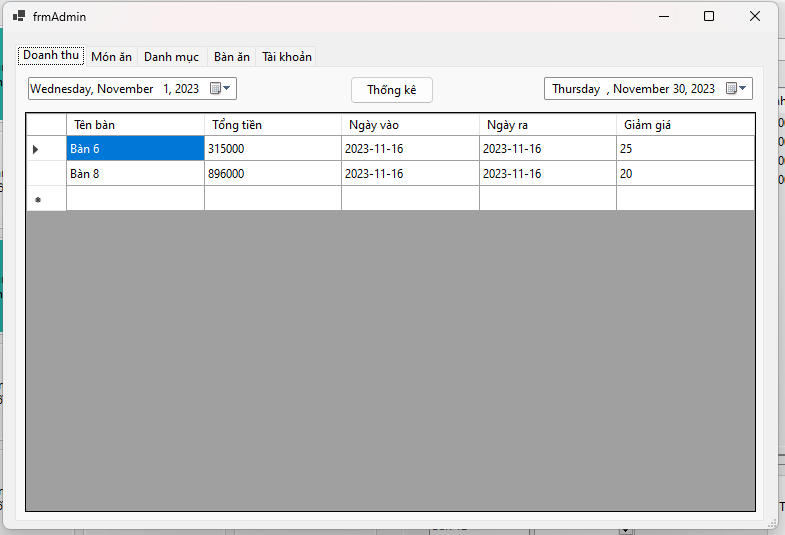 frmAdmin
Doanh thu Món ăn Danh mục Bàn ăn Tài khoản
Wednesday, November 1, 2023 Thống kê Thursday , November 30, 2023
Tên bàn Tổng tiền Ngày vào Ngày ra Giảm giá
Bàn 6 315000 2023-11-16 2023-11-16 25
Bàn 8 896000 2023-11-16 2023-11-16 20